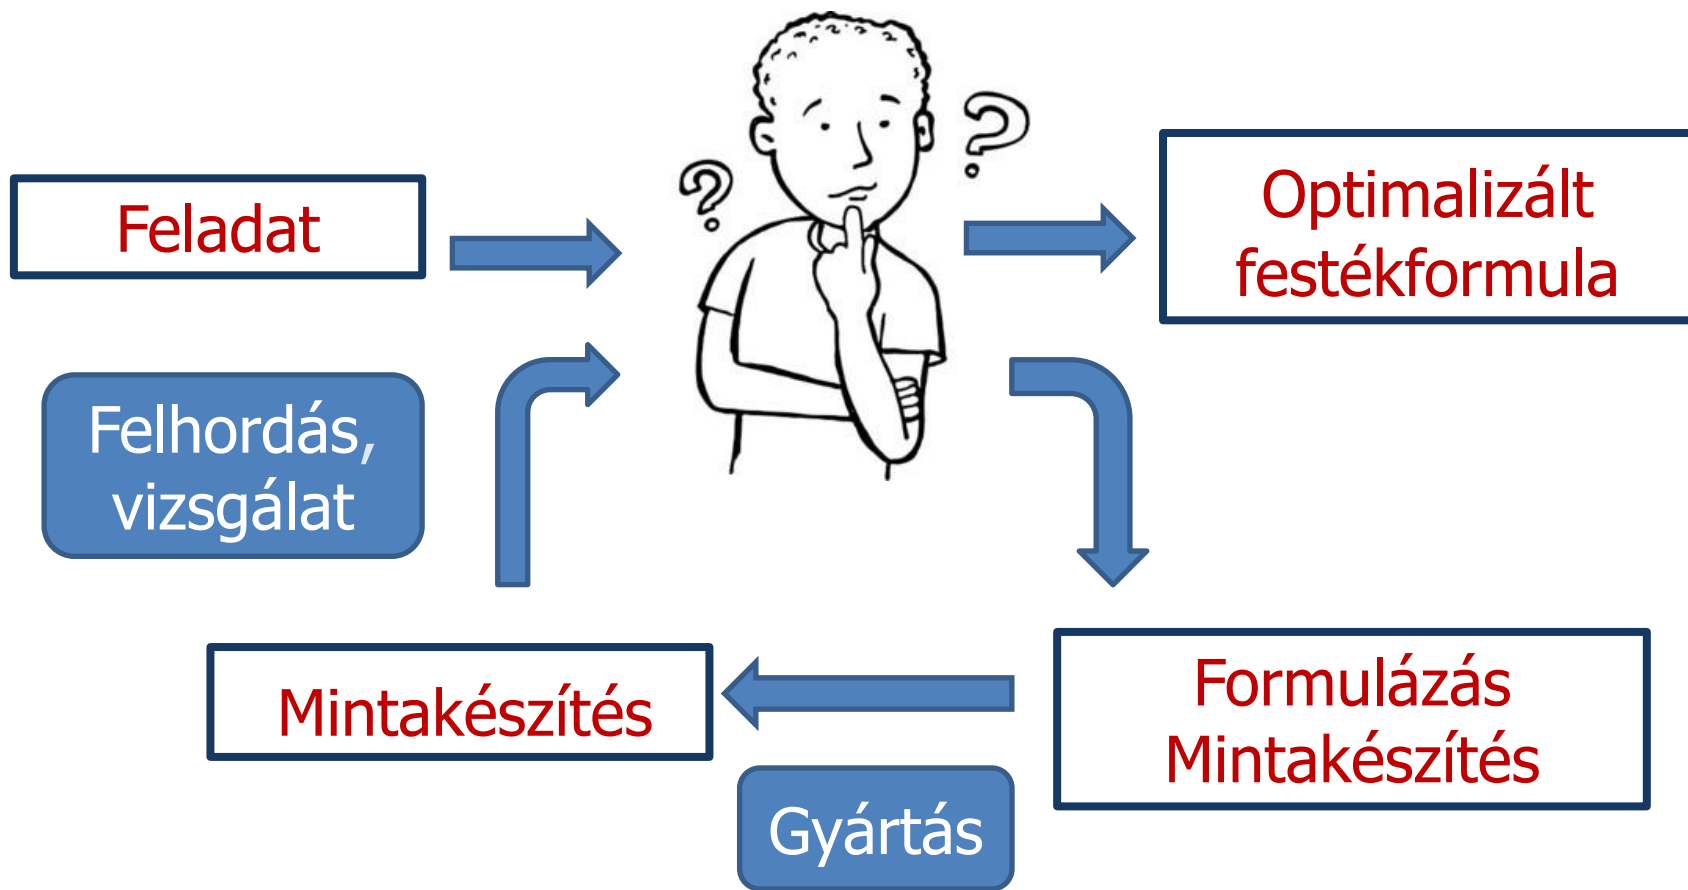 Feladat
?
?
Optimalizált
festékformula
Felhordás,
vizsgálat
Mintakészítés
Formulázás
Mintakészítés
Gyártás